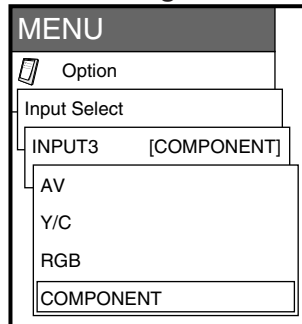 MENU
Option
Input Select
INPUT3 [COMPONENT]
AV
Y/C
RGB
COMPONENT